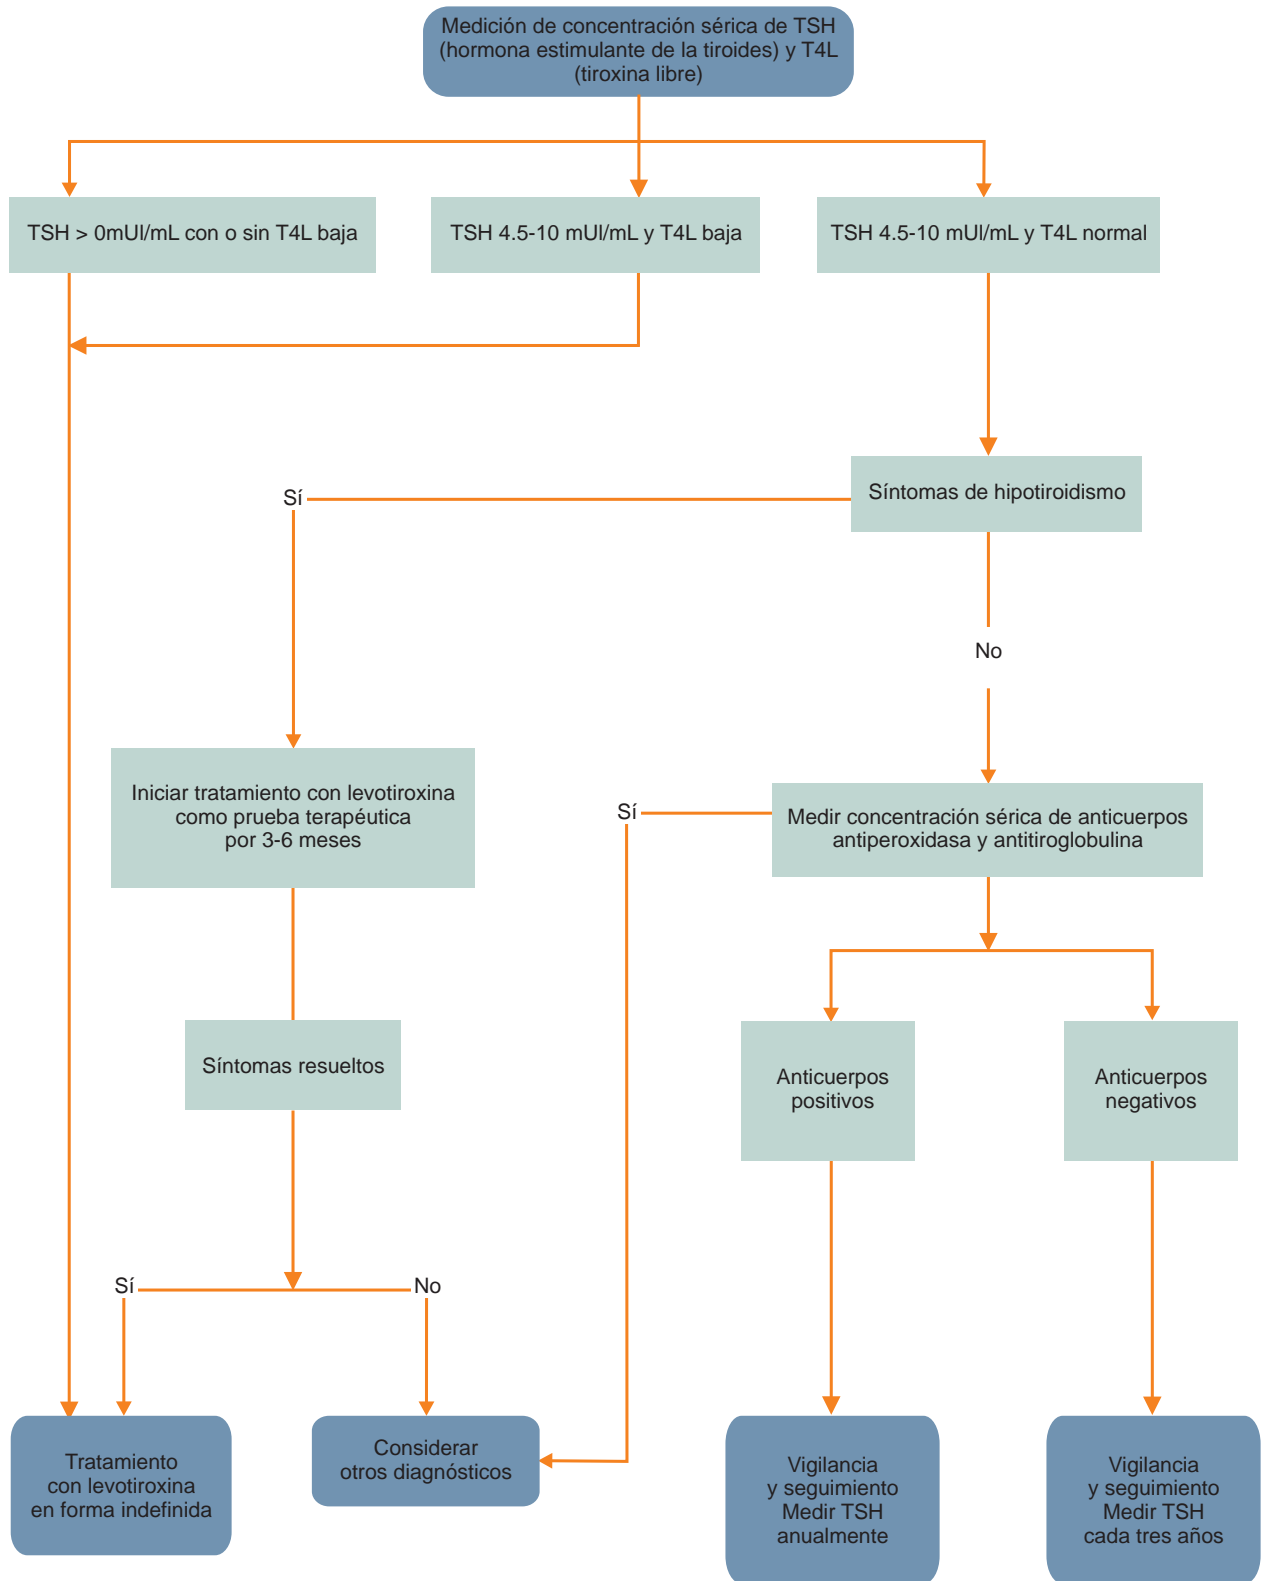 Medición de concentración sérica de TSH
(hormona estimulante de la tiroides) y T4L
(tiroxina libre)
TSH > 0mUI/mL con o sin T4L baja
TSH 4.5-10 mUI/mL y T4L baja
TSH 4.5-10 mUI/mL y T4L normal
Síntomas de hipotiroidismo
Sí
No
Iniciar tratamiento con levotiroxina
como prueba terapéutica
por 3-6 meses
Sí
Medir concentración sérica de anticuerpos
antiperoxidasa y antitiroglobulina
Síntomas resueltos
Anticuerpos
positivos
Anticuerpos
negativos
Sí
No
Tratamiento
con levotiroxina
en forma indefinida
Considerar
otros diagnósticos
Vigilancia
y seguimiento
Medir TSH
anualmente
Vigilancia
y seguimiento
Medir TSH
cada tres años